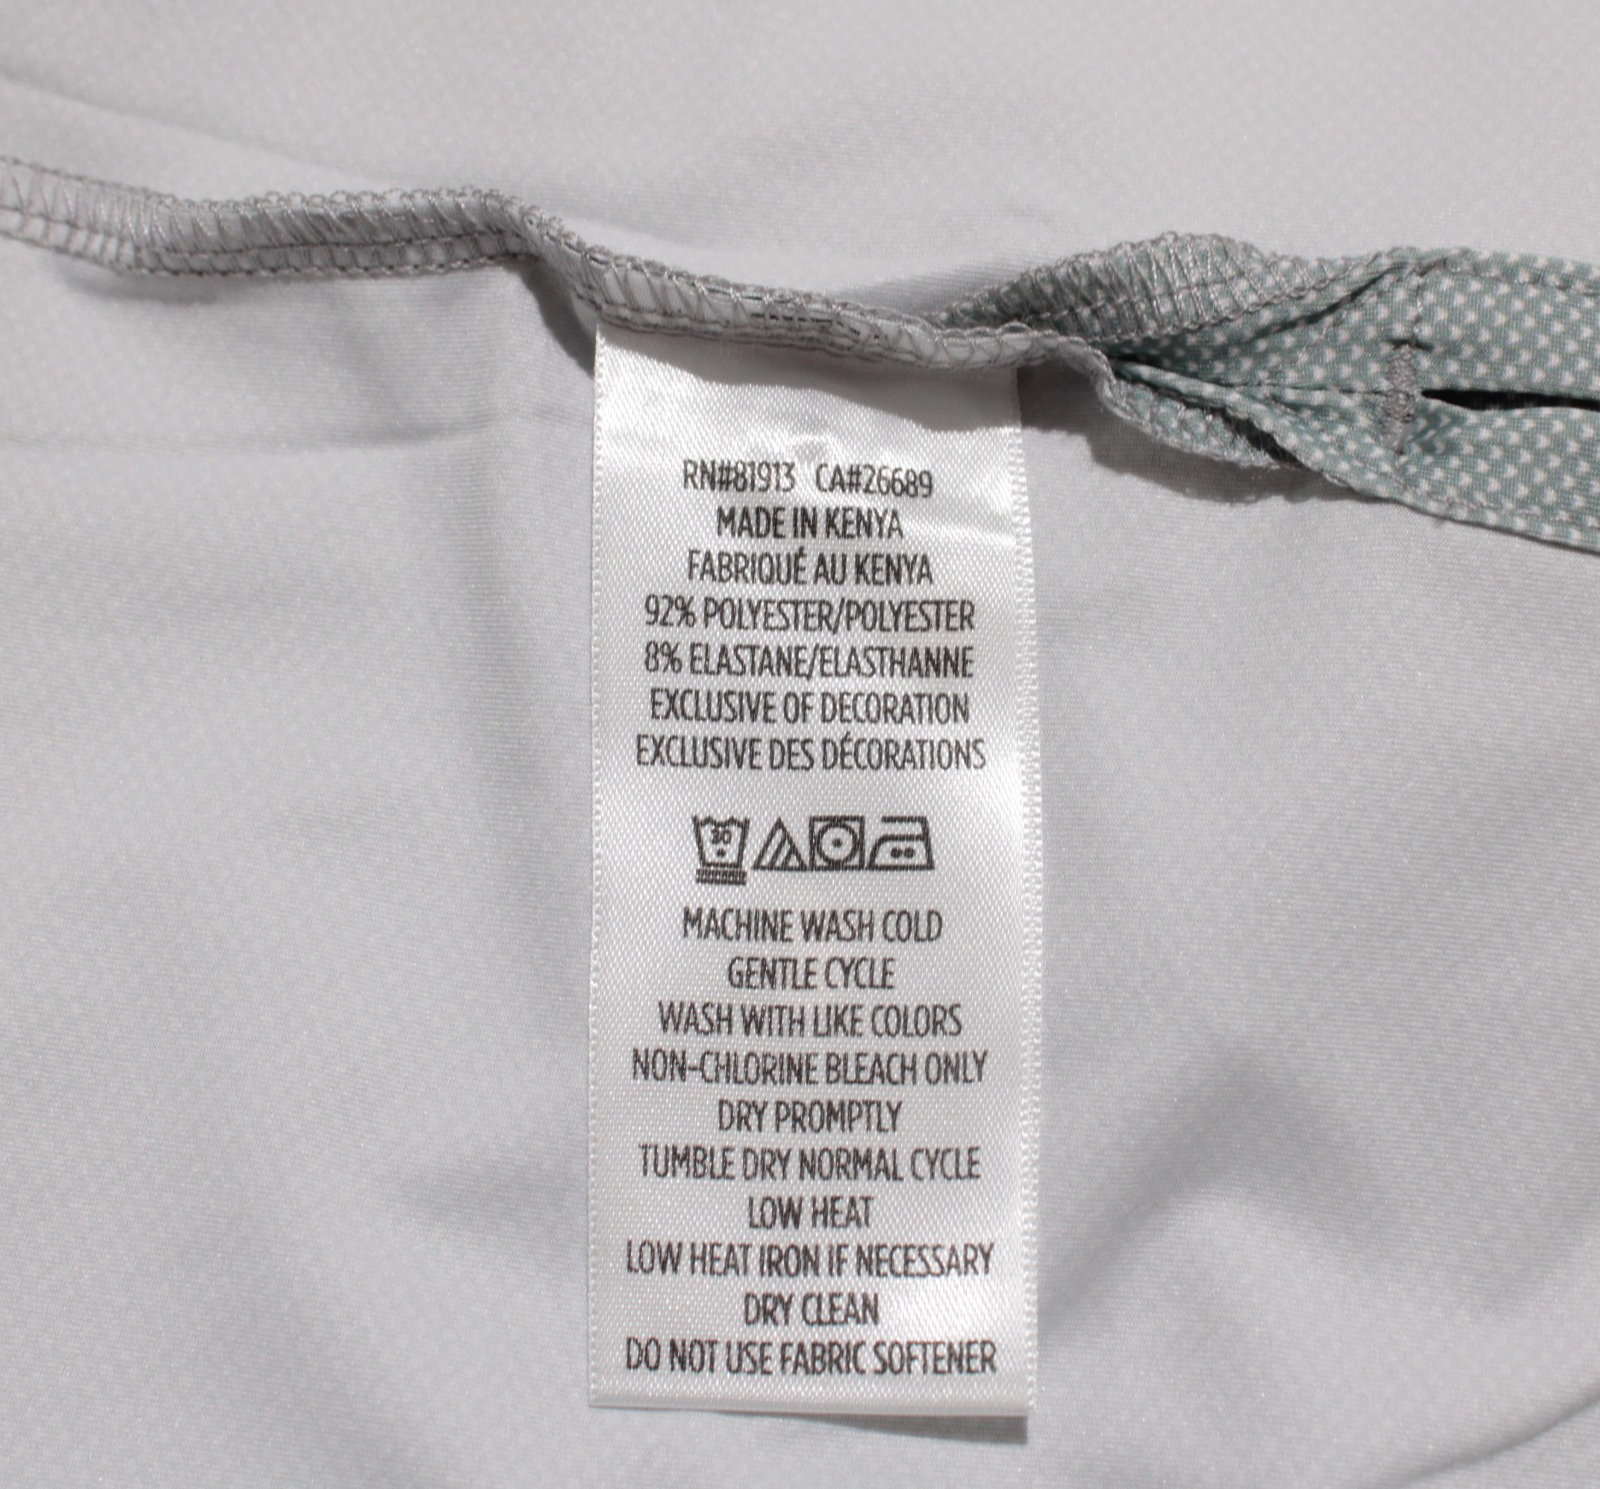 RN#81913 CA#26689
MADE IN KENYA
FABRIQUÉ AU KENYA
92% POLYESTER/POLYESTER
8% ELASTANE/ELASTHANNE
EXCLUSIVE OF DECORATION
EXCLUSIVE DES DÉCORATIONS
30
MACHINE WASH COLD
GENTLE CYCLE
WASH WITH LIKE COLORS
NON-CHLORINE BLEACH ONLY
DRY PROMPTLY
TUMBLE DRY NORMAL CYCLE
LOW HEAT
LOW HEAT IRON IF NECESSARY
DRY CLEAN
DO NOT USE FABRIC SOFTENER